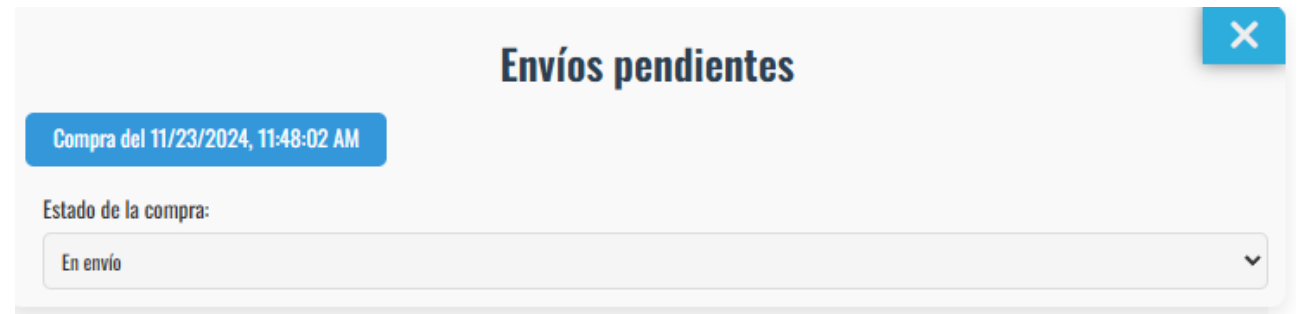 Envíos pendientes
Compra del 11/23/2024, 11:48:02 AM
Estado de la compra:
En envío